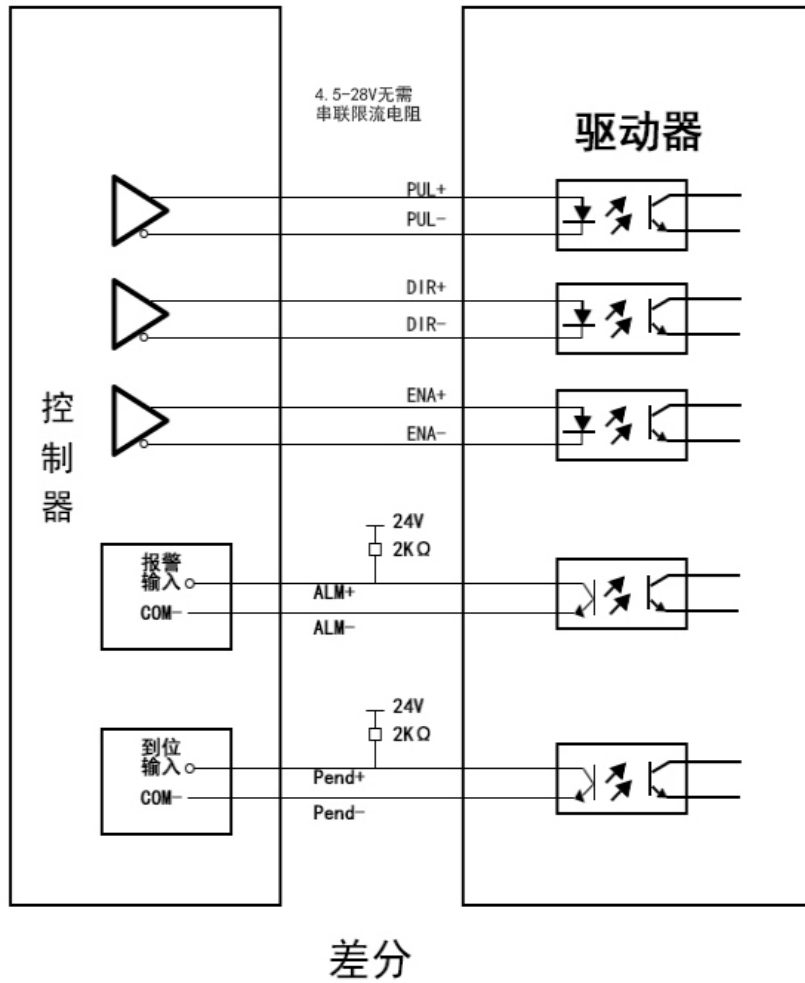 4.5-28V无需
串联限流电阻
驱动器
PUL+
PUL-
DIR+
DIR-
ENA+
ENA-
控制器
24V
2KΩ
报警
输入
ALM+
COM-
ALM-
24V
2KΩ
到位
输入
Pend+
COM-
Pend-
差分